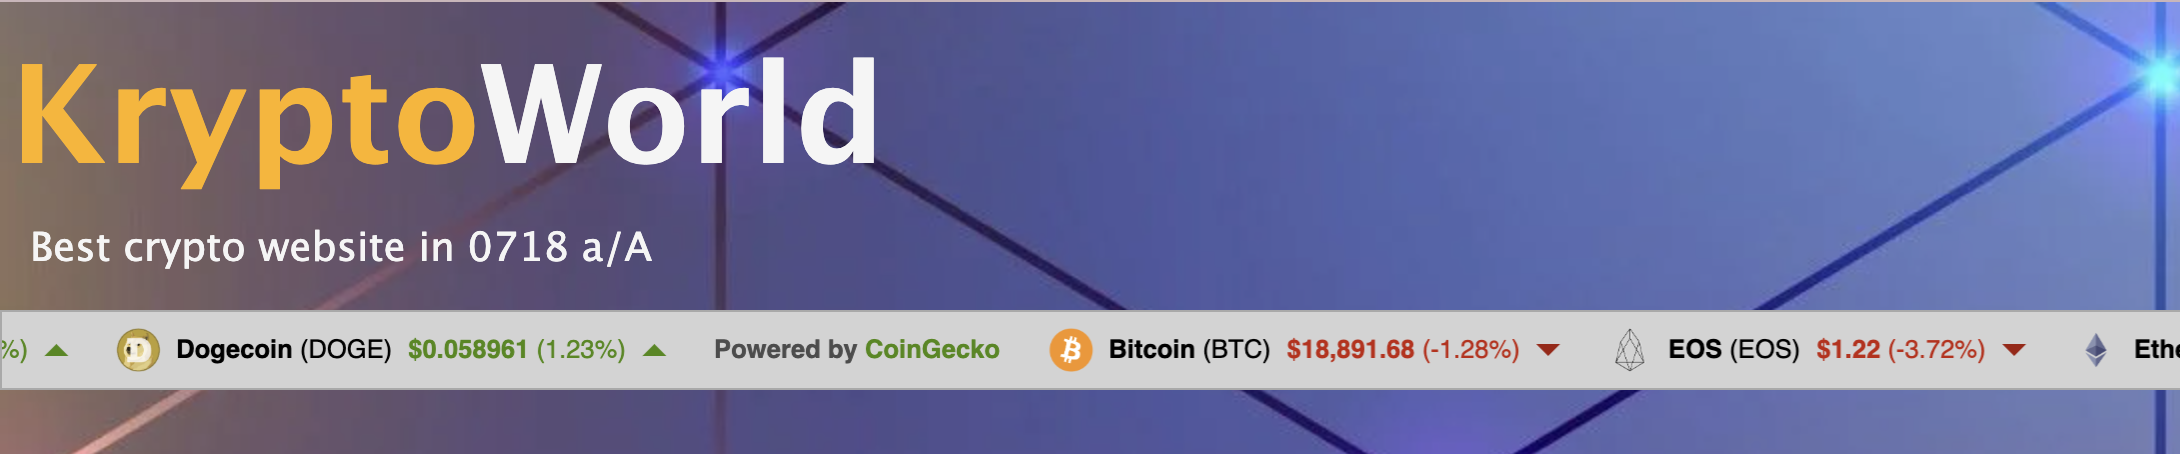 KryptoWorld
Best crypto website in 0718 a/A
%) Dogecoin (DOGE) $0.058961 (1.23%) Powered by CoinGecko Bitcoin (BTC) $18,891.68 (-1.28%) EOS (EOS) $1.22 (-3.72%) Ethe